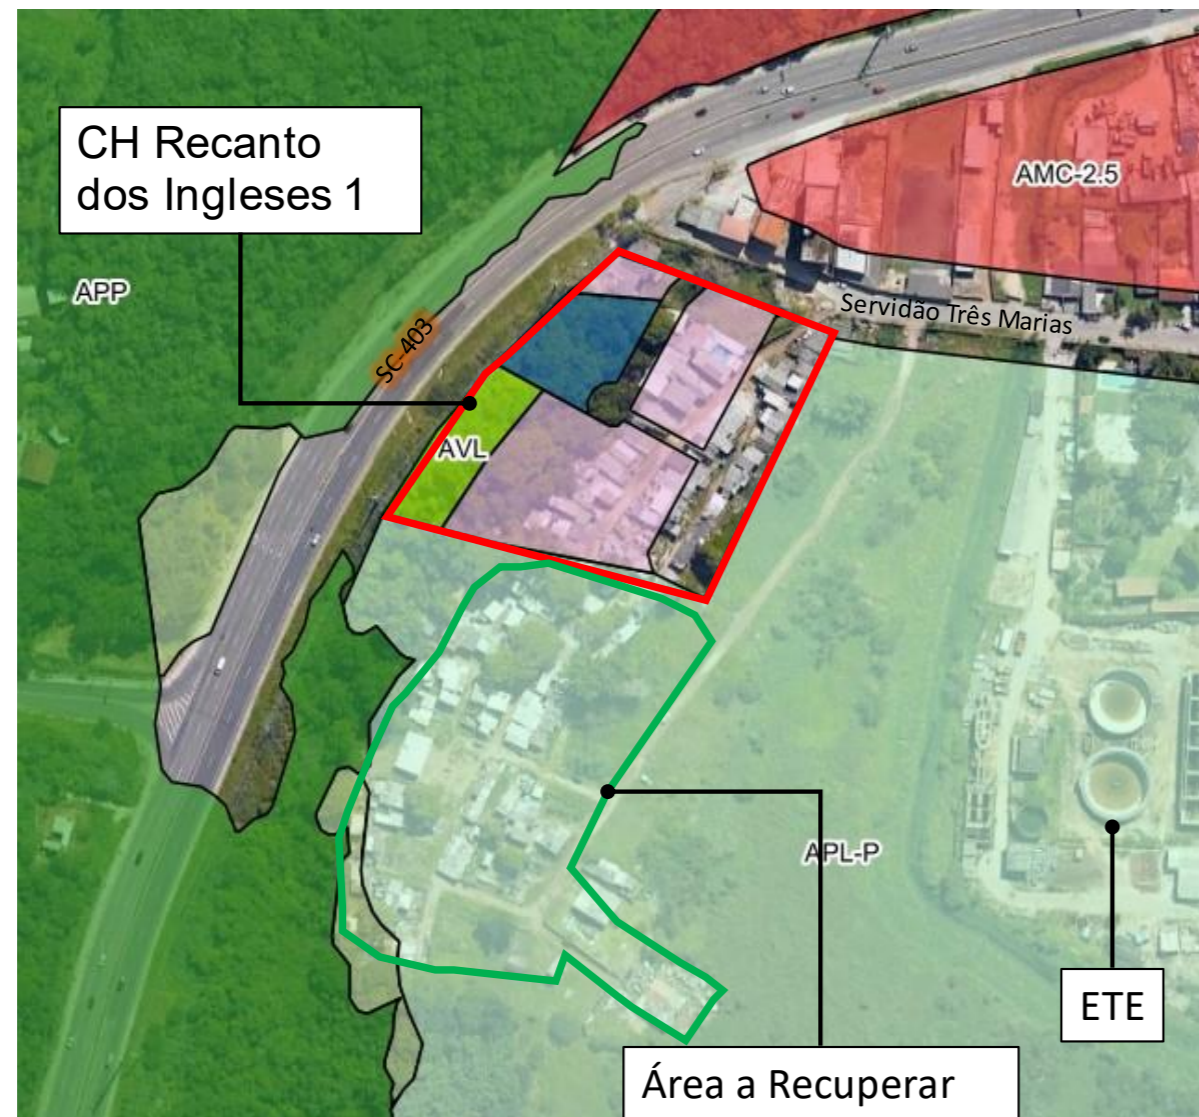 CH Recanto
dos Ingleses 1
AMC-2.5
APP
Servidão Três Marias
SC-403
AVL
APL-P
ETE
Área a Recuperar